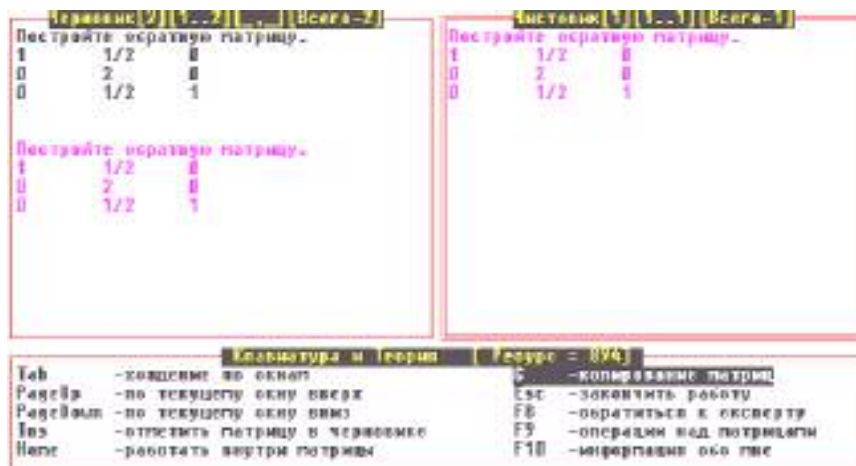 Черновик[2][1..2][_,_][Всего-2]
Постройте обратную матрицу.
1 1/2 0
0 2 0
0 1/2 1
Постройте обратную матрицу.
1 1/2 0
0 2 0
0 1/2 1
Чистовик[1][1..1][Всего-1]
Постройте обратную матрицу.
1 1/2 0
0 2 0
0 1/2 1
Клавиатура и Теория [ Ресурс = 894]
Tab -хождение по окнам
PageUp -по текущему окну вверх
PageDown -по текущему окну вниз
Ins -отметить матрицу в черновике
Home -работать внутри матрицы
-копирование матриц
Esc -закончить работу
F8 -обратиться к эксперту
F9 -операции над матрицами
F10 -информация обо мне